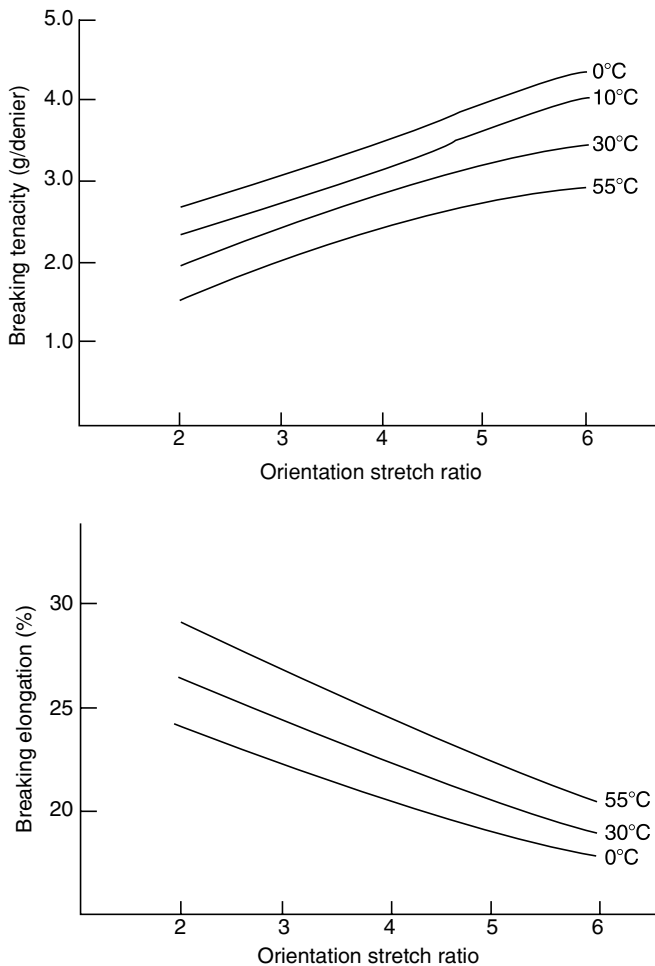 5.0
4.0
3.0
2.0
1.0
Breaking tenacity (g/denier)
0°C
10°C
30°C
55°C
2 3 4 5 6
Orientation stretch ratio
30
25
20
Breaking elongation (%)
55°C
30°C
0°C
2 3 4 5 6
Orientation stretch ratio